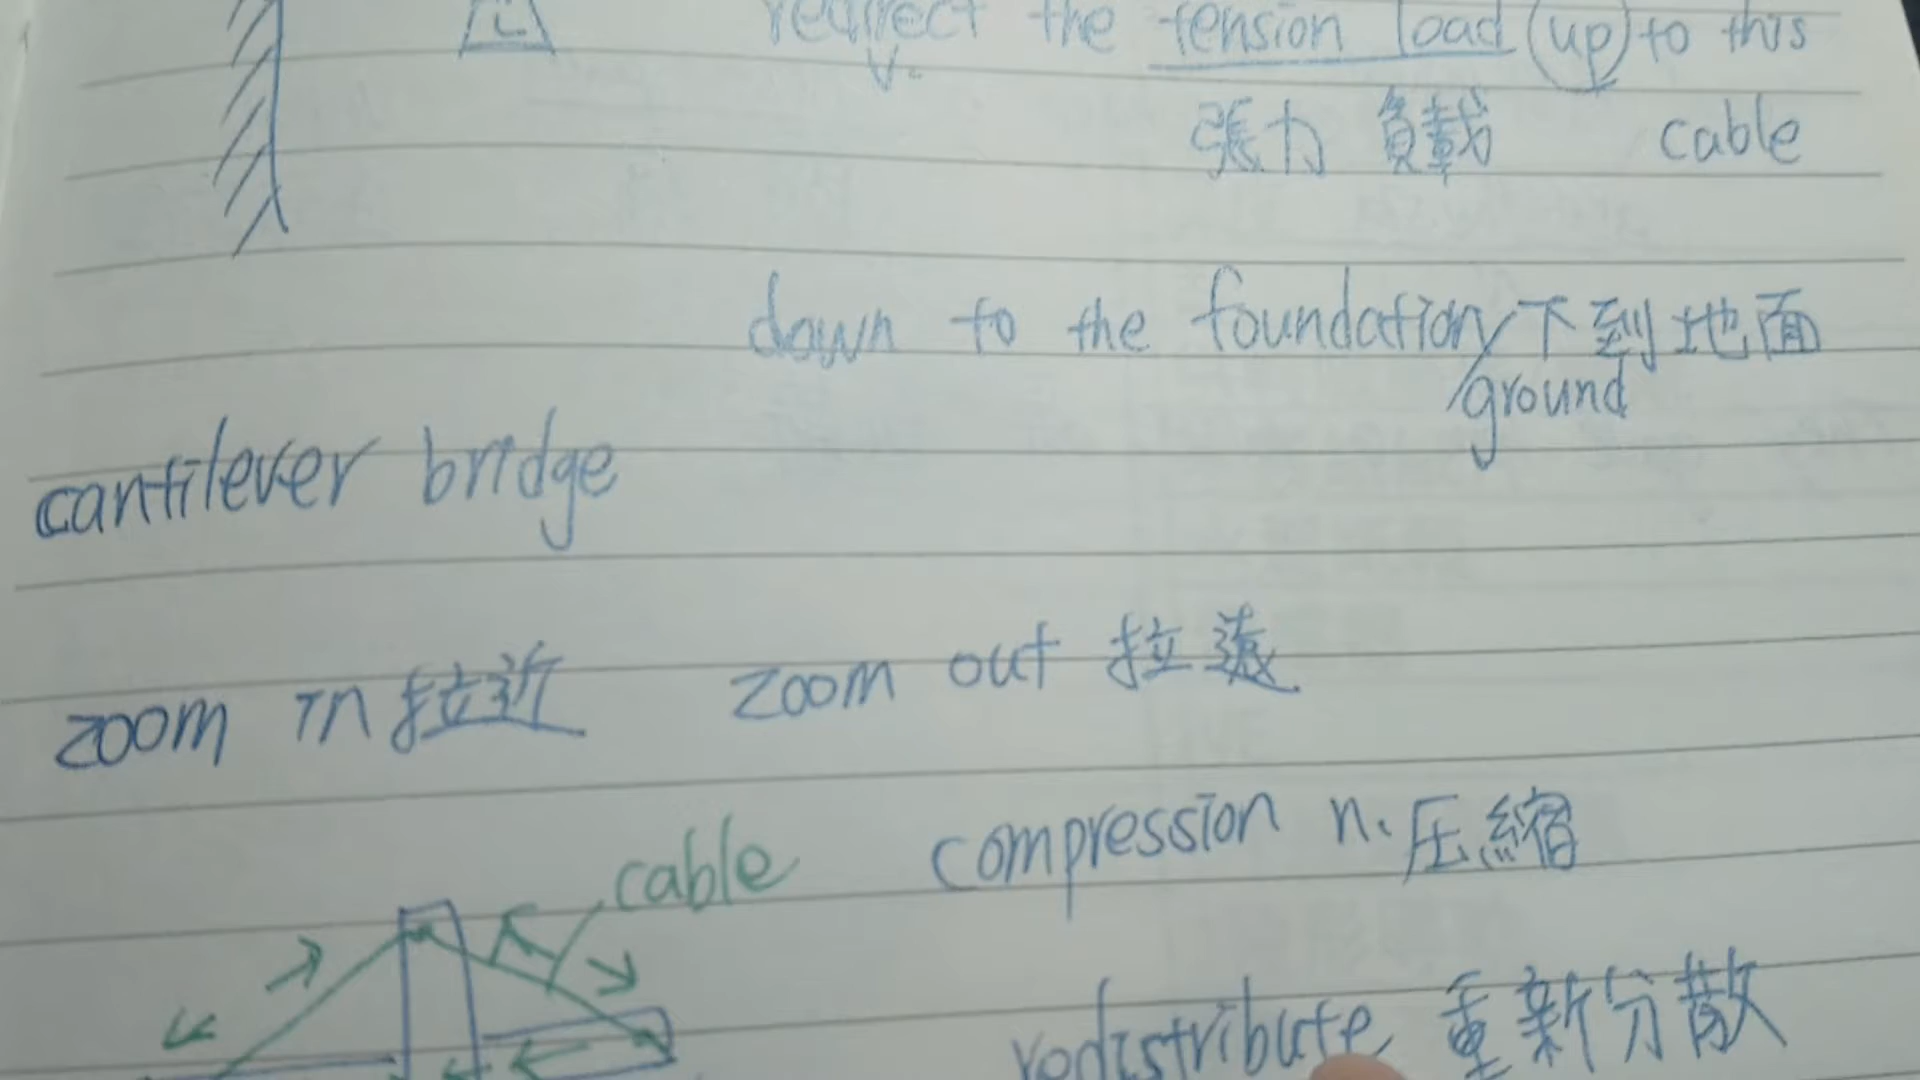 L redirect the tension load up to this
V.
張力 負載 cable
down to the foundation/ground 下到地面
cantilever bridge
zoom in 拉近 zoom out 拉遠
compression n. 压縮
cable
redistribute 重新分散